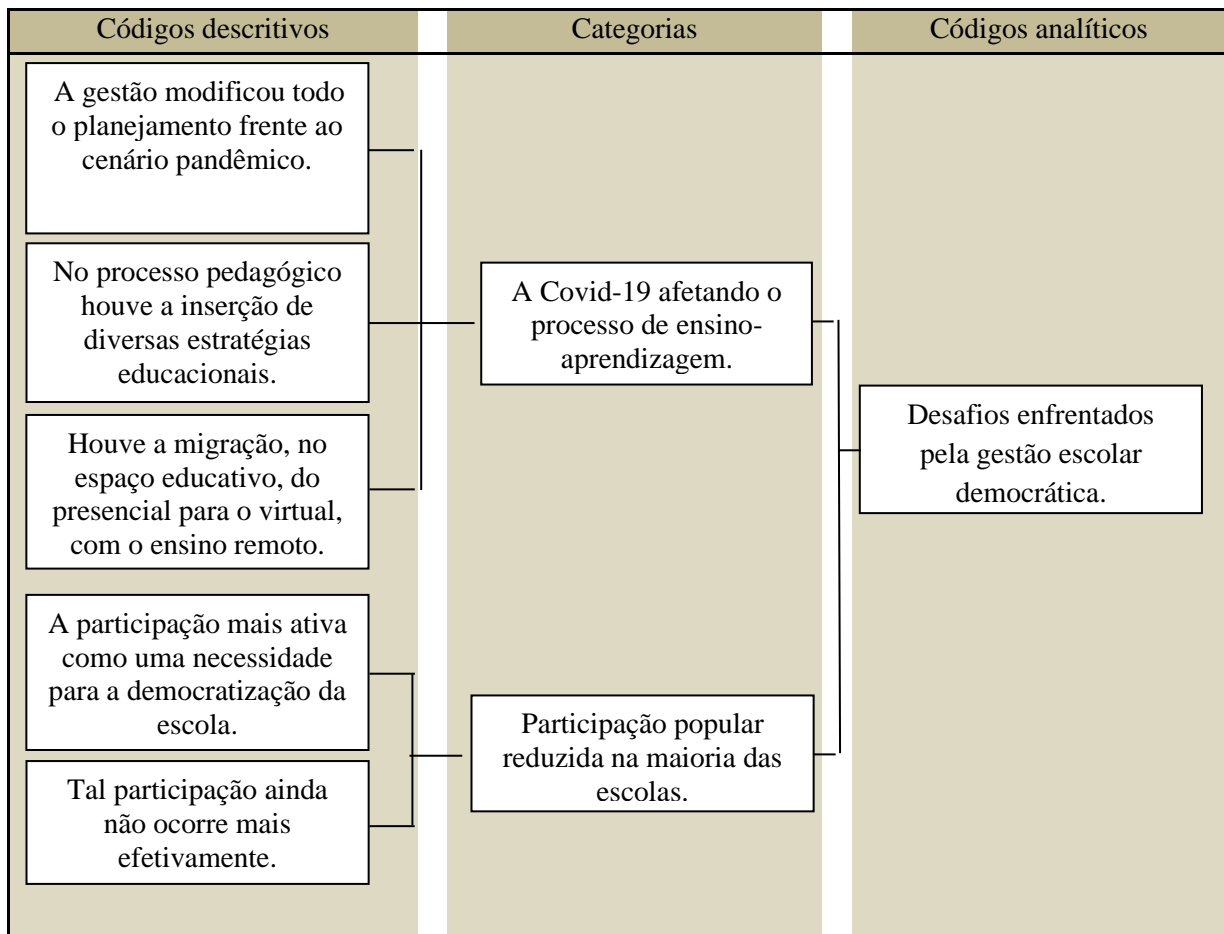 Códigos descritivos
Categorias
Códigos analíticos
A gestão modificou todo
o planejamento frente ao
cenário pandêmico.
No processo pedagógico
houve a inserção de
diversas estratégias
educacionais.
Houve a migração, no
espaço educativo, do
presencial para o virtual,
com o ensino remoto.
A participação mais ativa
como uma necessidade
para a democratização da
escola.
Tal participação ainda
não ocorre mais
efetivamente.
A Covid-19 afetando o
processo de ensino-
aprendizagem.
Participação popular
reduzida na maioria das
escolas.
Desafios enfrentados
pela gestão escolar
democrática.